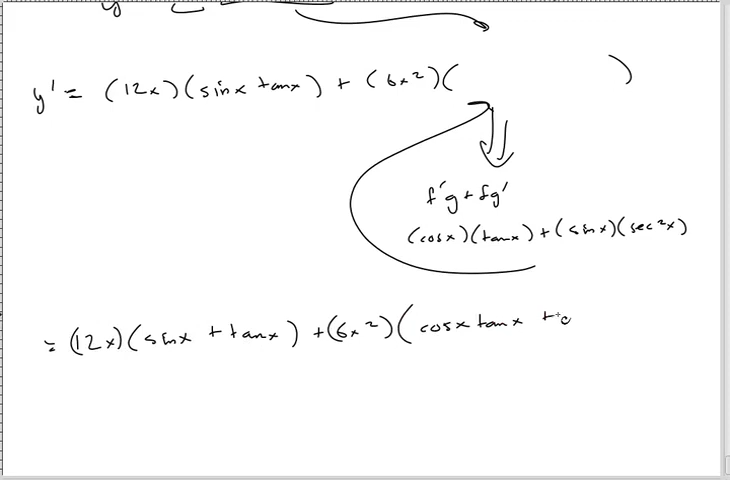 y' = (12x)(sinx tanx) + (6x²)( )
f'g + fg'
(cosx)(tanx) + (sinx)(sec²x)
= (12x)(sinx + tanx) + (6x²)(cosx tanx +